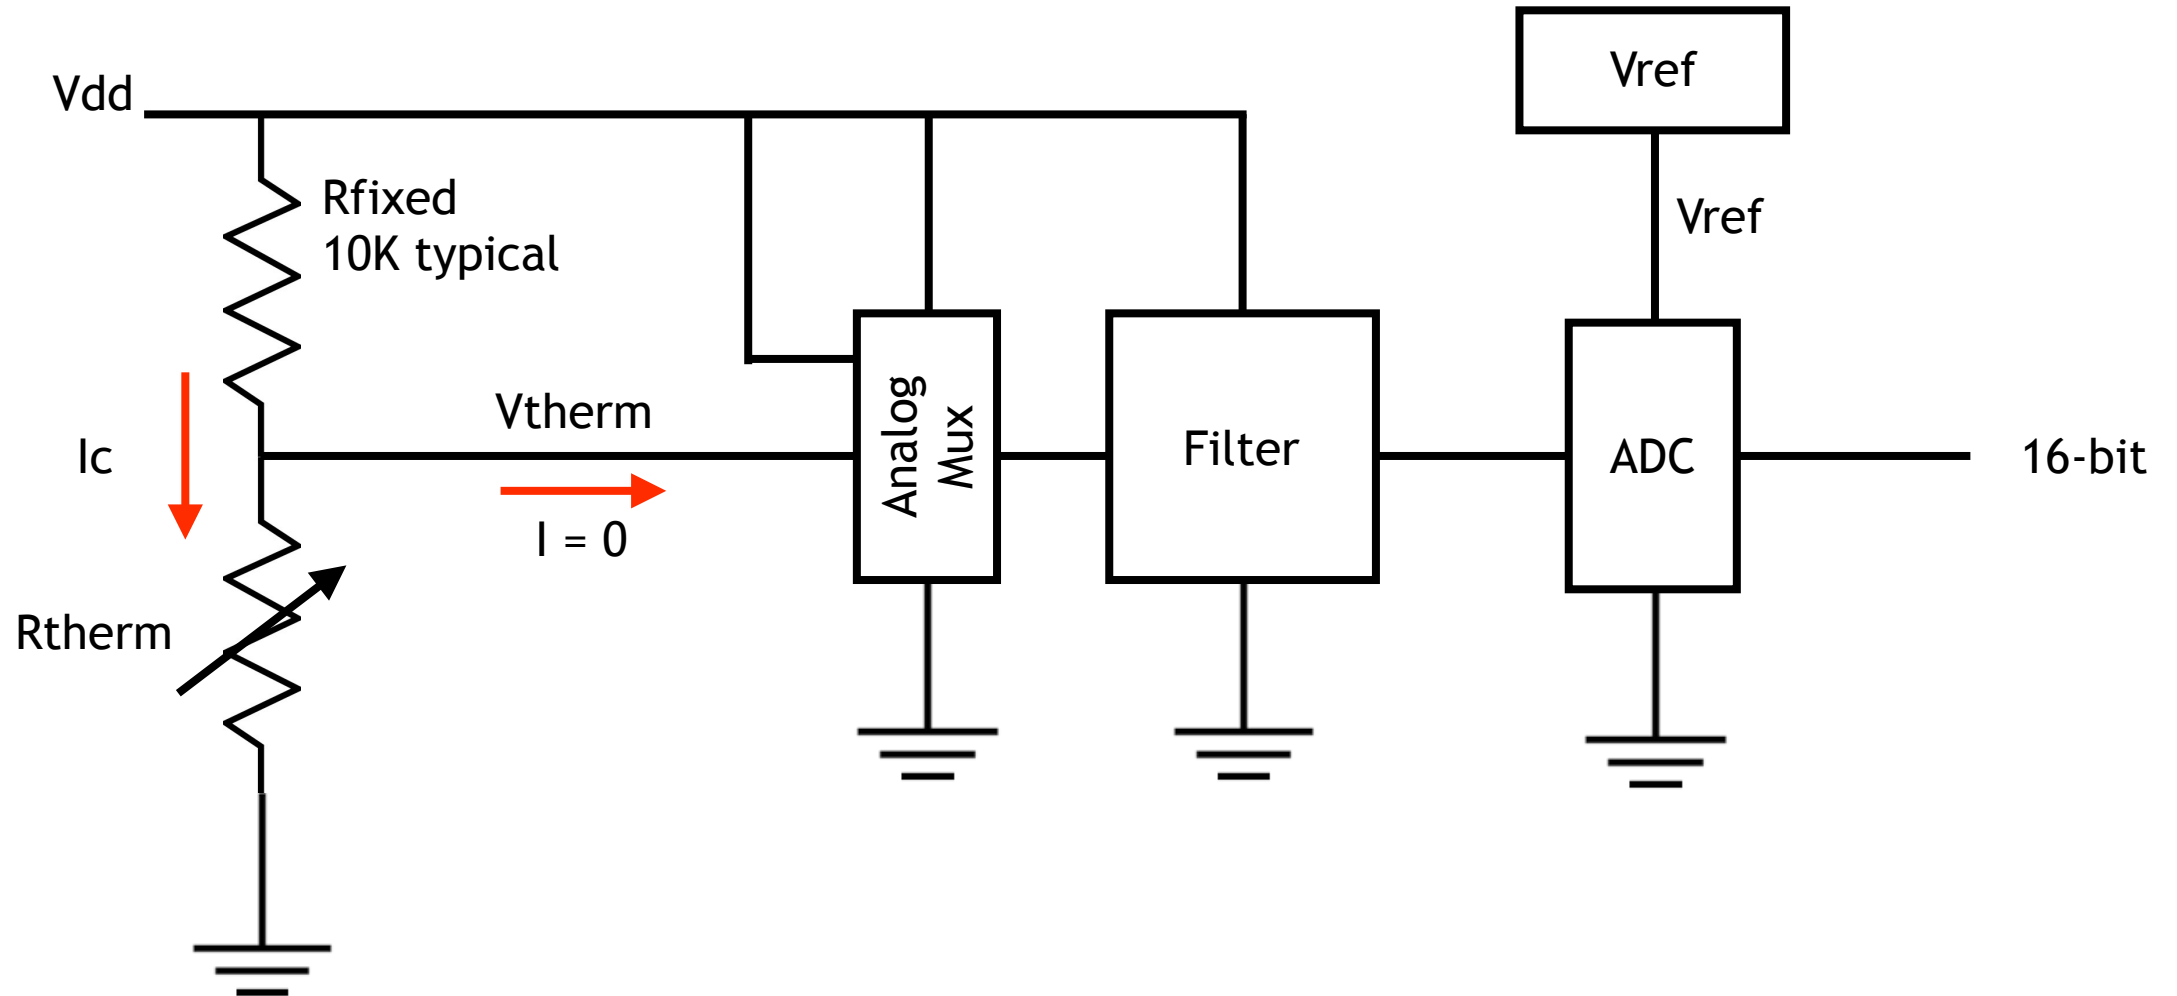 Vdd
Vref
Rfixed
10K typical
Vref
Vtherm
Ic
Analog
Mux
Filter
ADC
16-bit
I = 0
Rtherm